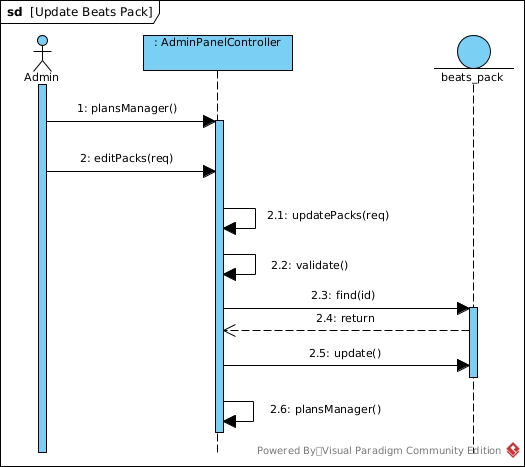 sd [Update Beats Pack]
: AdminPanelController
Admin
beats_pack
1: plansManager()
2: editPacks(req)
2.1: updatePacks(req)
2.2: validate()
2.3: find(id)
2.4: return
2.5: update()
2.6: plansManager()
Powered By Visual Paradigm Community Edition